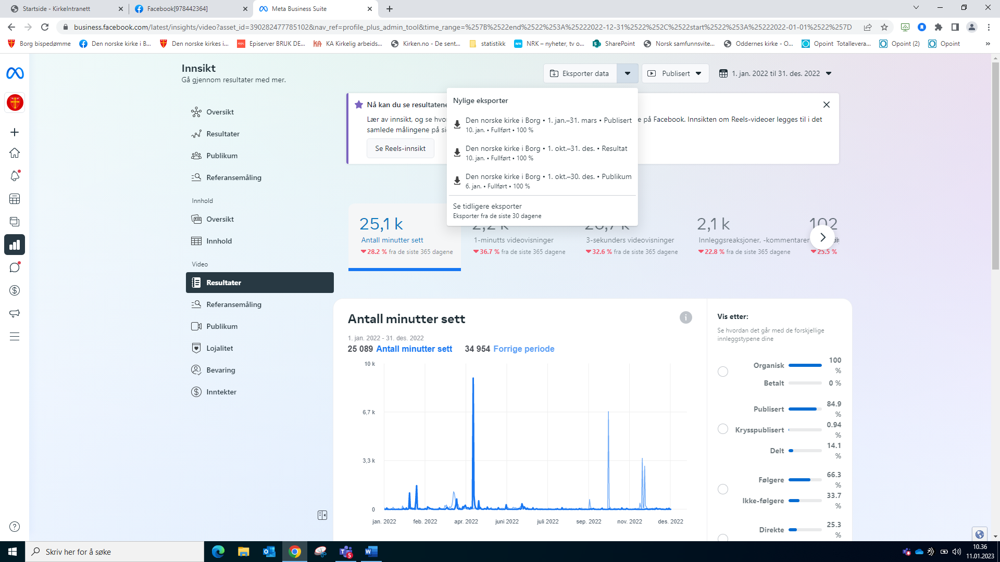 Startside - KirkeIntranett
Facebook[978442364]
Meta Business Suite
business.facebook.com/latest/insights/video?asset_id=390282477785102&nav_ref=profile_plus_admin_tool&time_range=%257B%2522end%2522%253A%25222022-12-31%2522%252C%2522start%2522%253A%25222022-01-01%2522%257D
Borg bispedømme
Den norske kirke i B...
Den norske kirkes i...
Episerver BRUK DE...
KA Kirkelig arbeids...
Kirken.no - De sent...
statistikk
NRK – nyheter, tv o...
SharePoint
Norsk samfunnsvite...
Oddernes kirke - O...
Opoint Totallevera...
Opoint (2)
Opoint
»
Innsikt
Gå gjennom resultater med mer.
Eksporter data
Publisert
1. jan. 2022 til 31. des. 2022
Oversikt
Resultater
Publikum
Referansemåling
Innhold
Oversikt
Innhold
Video
Resultater
Referansemåling
Publikum
Lojalitet
Bevaring
Inntekter
Nå kan du se resultatene
Lær av innsikt, og se hvo
e på Facebook. Innsikten om Reels-videoer legges til i det
samlede målingene på si
Se Reels-innsikt
Nylige eksporter
Den norske kirke i Borg • 1. jan.–31. mars • Publisert
10. jan. • Fullført • 100 %
Den norske kirke i Borg • 1. okt.–31. des. • Resultat
10. jan. • Fullført • 100 %
Den norske kirke i Borg • 1. okt.–30. des. • Publikum
6. jan. • Fullført • 100 %
Se tidligere eksporter
Eksporter fra de siste 30 dagene
25,1 k
Antall minutter sett
28.2 % fra de siste 365 dagene
2,2 k
1-minutts videovisninger
36.7 % fra de siste 365 dagene
3-sekunders videovisninger
32.6 % fra de siste 365 dagene
2,1 k
Innleggsreaksjoner, -kommentarer
22.8 % fra de siste 365 dagene
102
25.5 %
Antall minutter sett
1. jan. 2022 - 31. des. 2022
25 089 Antall minutter sett
34 954 Forrige periode
10 k
6,7 k
3,3 k
0
jan. 2022
feb. 2022
apr. 2022
juni 2022
juli 2022
sep. 2022
nov. 2022
des. 2022
Vis etter:
Se hvordan det går med de forskjellige
innleggstypene dine
Organisk
100
%
Betalt
0 %
Publisert
84.9
%
Krysspublisert
0.94
%
Delt
14.1
%
Følgere
66.3
%
Ikke-følgere
33.7
%
Direkte
25.3
%
Skriv her for å søke
5
10.36
11.01.2023